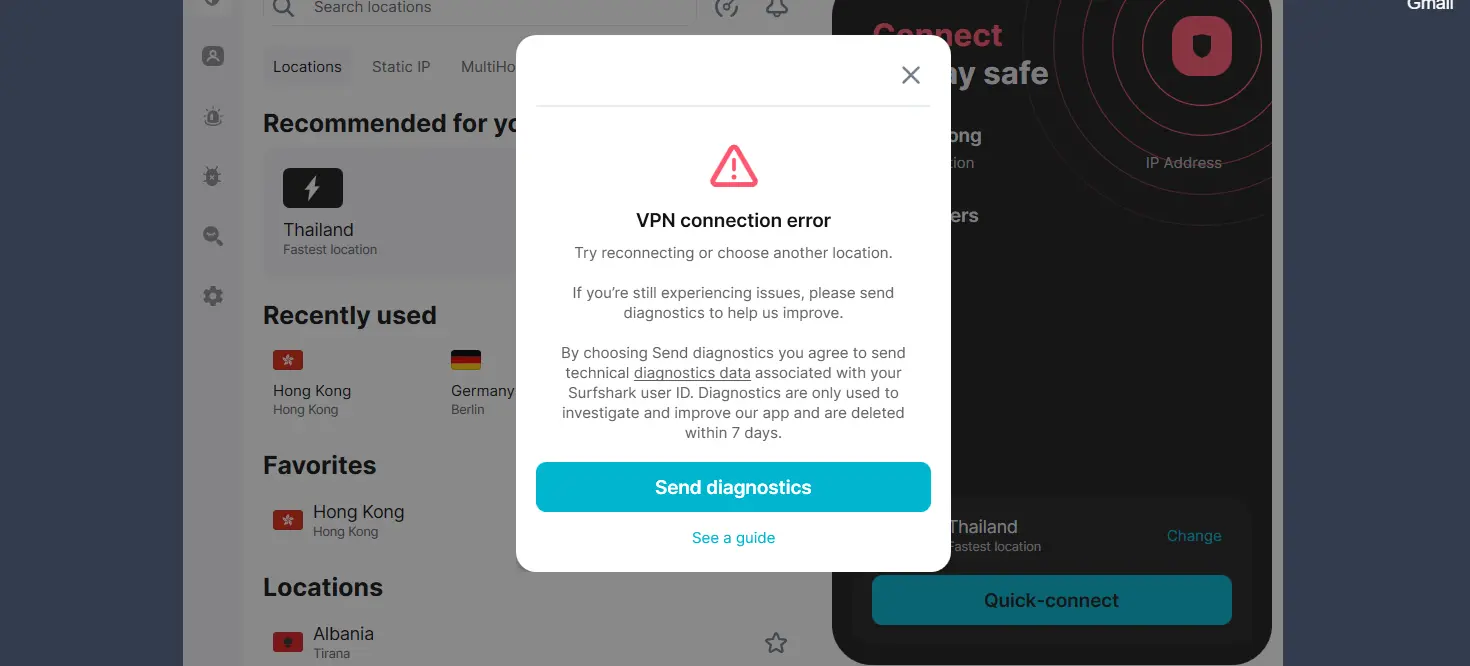 Gmail
Search locations
Locations
Static IP
MultiHo
Recommended for yo
Thailand
Fastest location
Recently used
Hong Kong
Hong Kong
Germany
Berlin
Favorites
Hong Kong
Hong Kong
Locations
Albania
Tirana
VPN connection error
Try reconnecting or choose another location.
If you’re still experiencing issues, please send
diagnostics to help us improve.
By choosing Send diagnostics you agree to send
technical diagnostics data associated with your
Surfshark user ID. Diagnostics are only used to
investigate and improve our app and are deleted
within 7 days.
Send diagnostics
See a guide
Connect
ay safe
ong
ion
IP Address
ers
Thailand
Fastest location
Change
Quick-connect